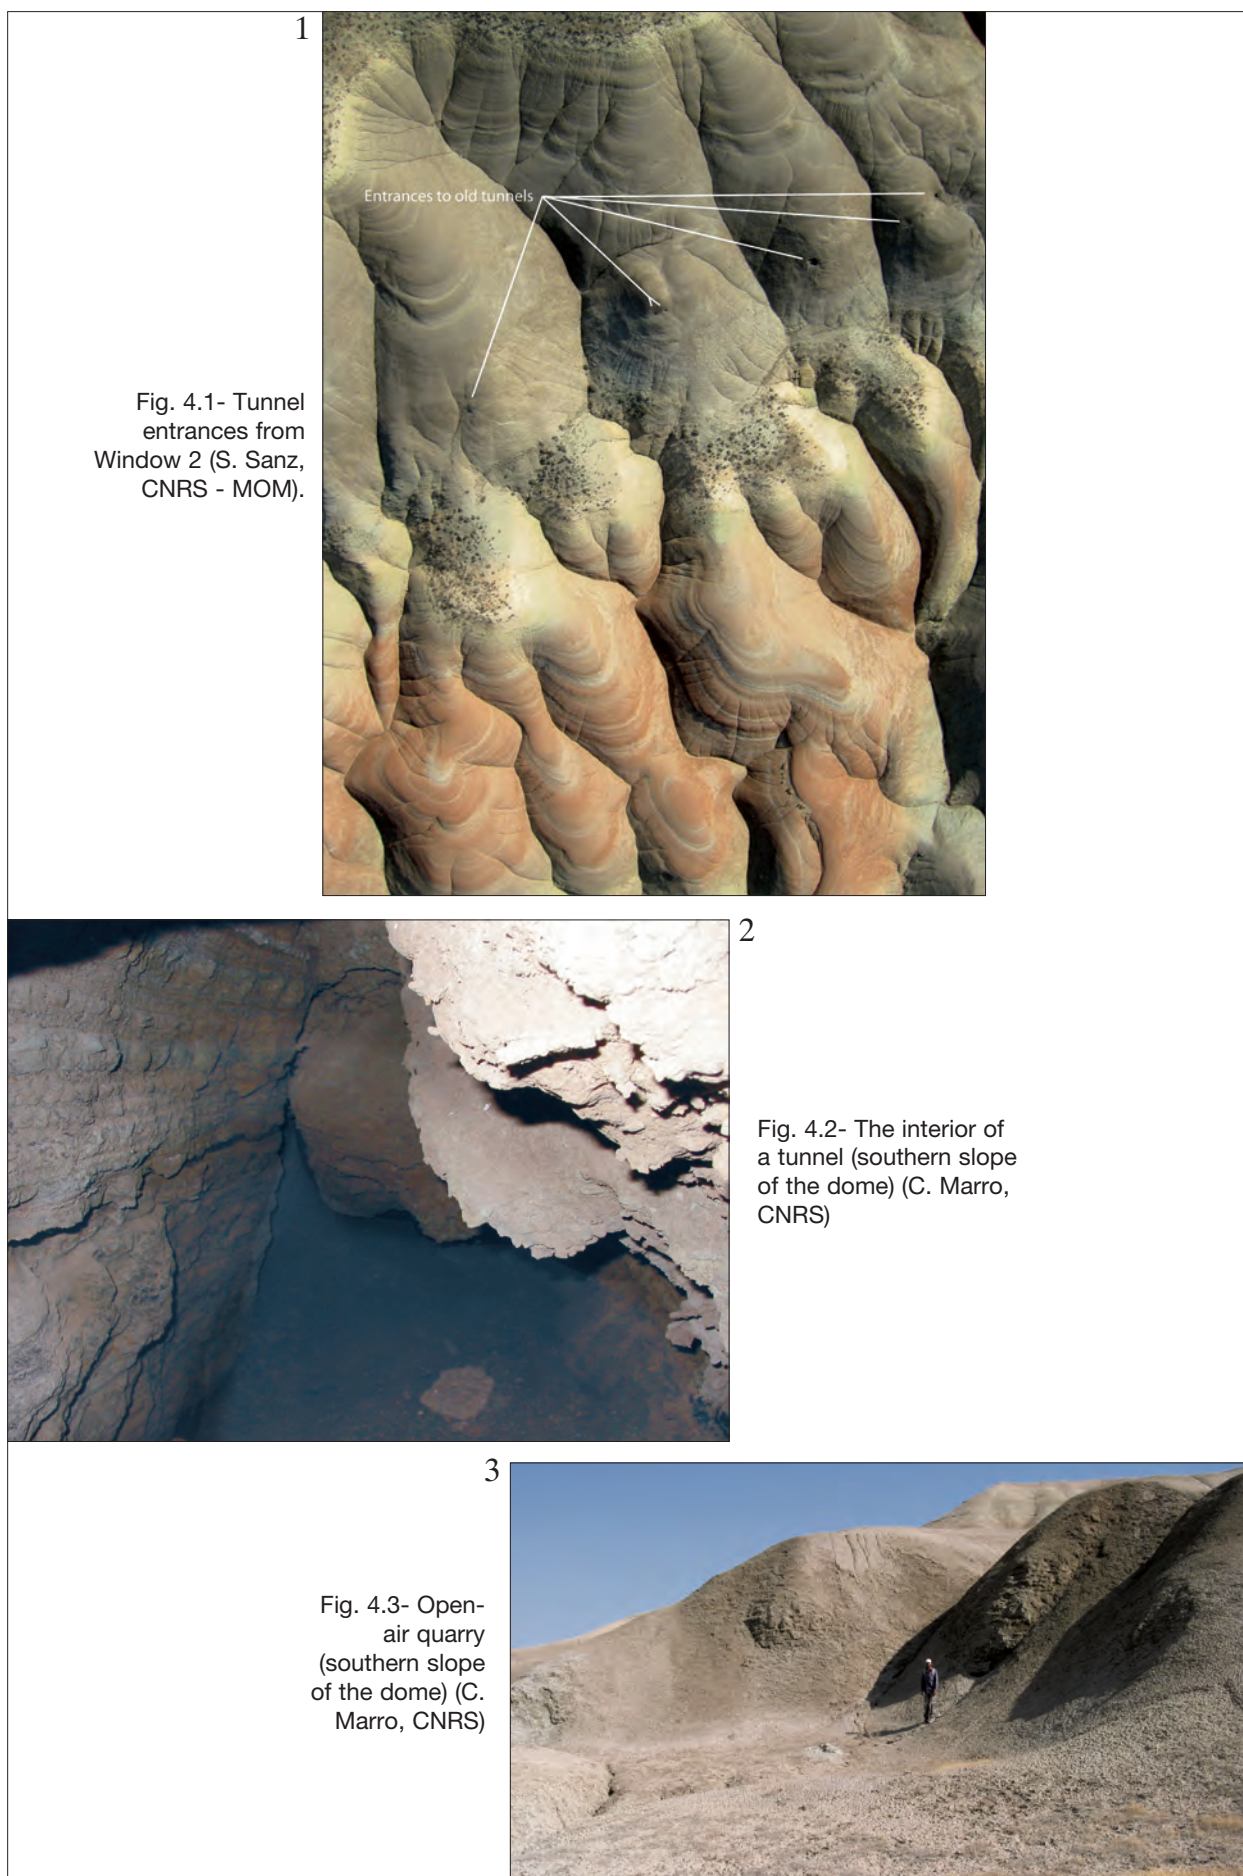 1
Entrances to old tunnels
Fig. 4.1- Tunnel
entrances from
Window 2 (S. Sanz,
CNRS - MOM).
2
Fig. 4.2- The interior of
a tunnel (southern slope
of the dome) (C. Marro,
CNRS)
3
Fig. 4.3- Open-
air quarry
(southern slope
of the dome) (C.
Marro, CNRS)